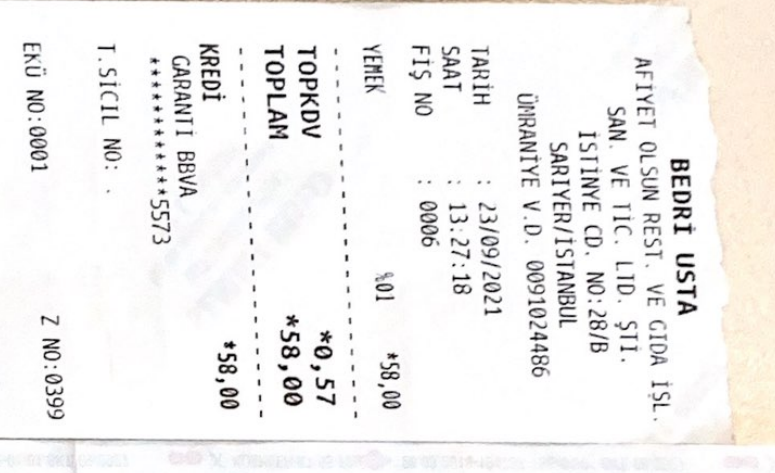 BEDRİ USTA
AFİYET OLSUN REST. VE GIDA İŞL.
SAN. VE TİC. LTD. ŞTİ.
İSTİNYE CD. NO:28/B
SARIYER/İSTANBUL
ÜMRANİYE V.D. 0091024486
TARİH : 23/09/2021
SAAT : 13:27:18
FİŞ NO : 0006
YEMEK %01 *58,00
TOPKDV *0,57
TOPLAM *58,00
KREDİ *58,00
GARANTİ BBVA
************5573
T.SİCİL NO: .
EKÜ NO:0001 Z NO:0399